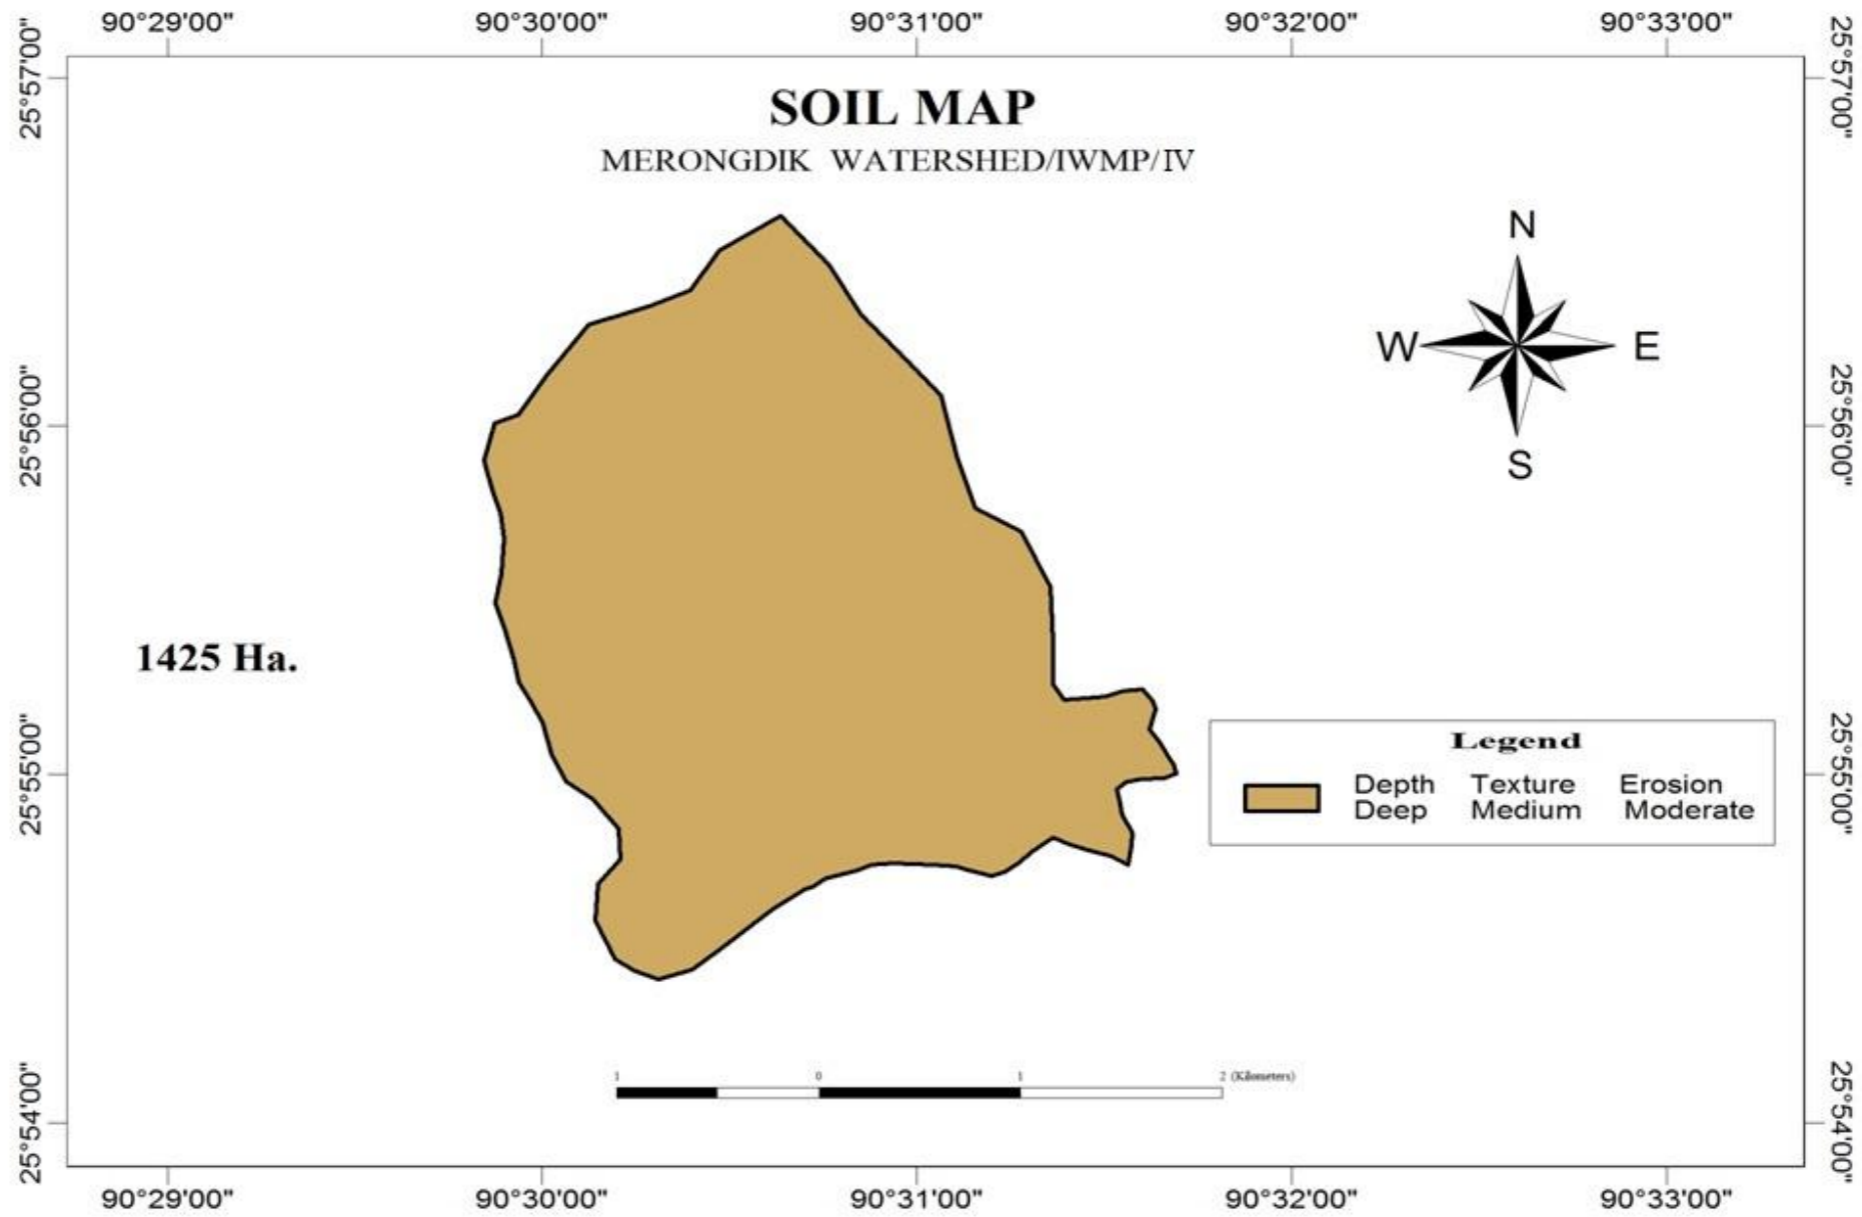 90°29'00" 90°30'00" 90°31'00" 90°32'00" 90°33'00"
25°57'00" 25°57'00"
SOIL MAP
MERONGDIK WATERSHED/IWMP/IV
N
W E
S
25°56'00" 25°56'00"
1425 Ha.
25°55'00" 25°55'00"
Legend
Depth Texture Erosion
Deep Medium Moderate
1 0 1 2 (Kilometers)
25°54'00" 25°54'00"
90°29'00" 90°30'00" 90°31'00" 90°32'00" 90°33'00"